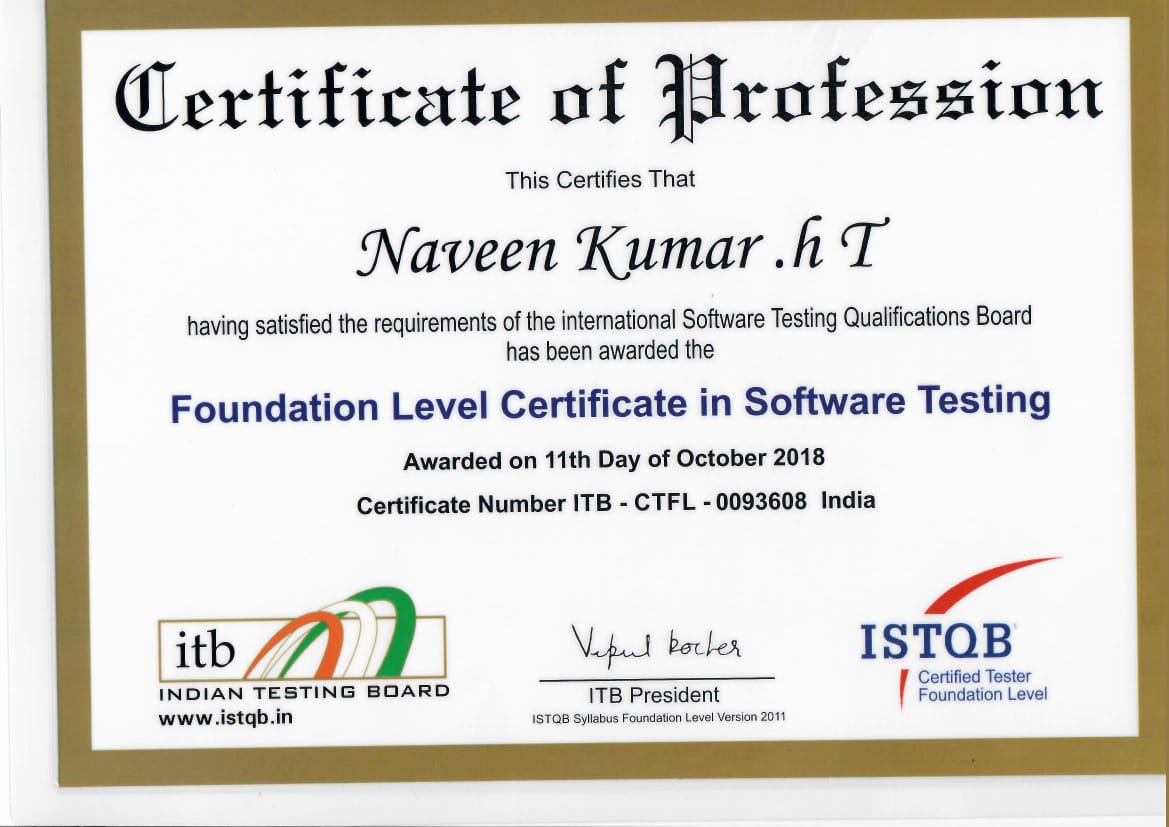 Certificate of Profession
This Certifies That
Naveen Kumar .h T
having satisfied the requirements of the international Software Testing Qualifications Board
has been awarded the
Foundation Level Certificate in Software Testing
Awarded on 11th Day of October 2018
Certificate Number ITB - CTFL - 0093608 India
itb
INDIAN TESTING BOARD
www.istqb.in
Vipul Kocher
ITB President
ISTQB Syllabus Foundation Level Version 2011
ISTQB
Certified Tester
Foundation Level